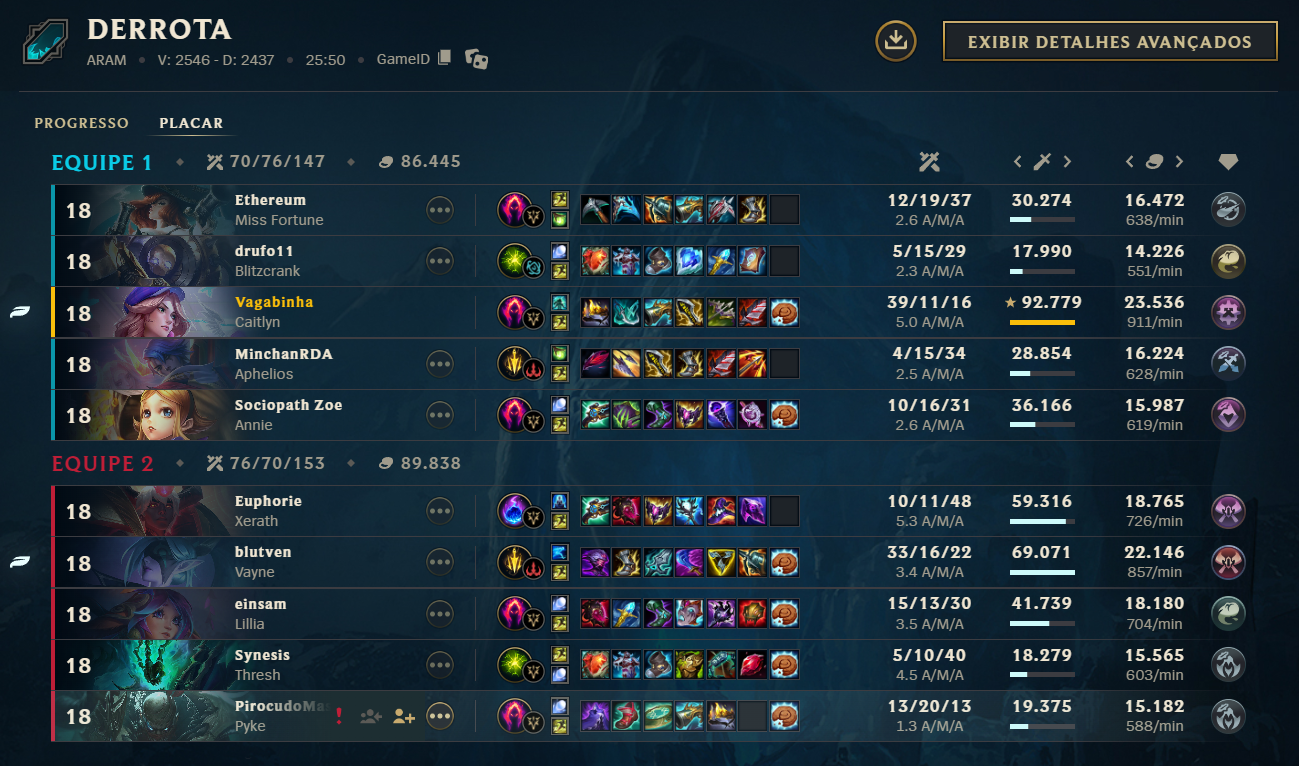 DERROTA
ARAM • V: 2546 - D: 2437 • 25:50 • GameID
EXIBIR DETALHES AVANÇADOS
PROGRESSO PLACAR
EQUIPE 1 70/76/147 86.445
18 Ethereum 12/19/37 30.274 16.472
Miss Fortune 2.6 A/M/A 638/min
18 drufo11 5/15/29 17.990 14.226
Blitzcrank 2.3 A/M/A 551/min
18 Vagabinha 39/11/16 92.779 23.536
Caitlyn 5.0 A/M/A 911/min
18 MinchanRDA 4/15/34 28.854 16.224
Aphelios 2.5 A/M/A 628/min
18 Sociopath Zoe 10/16/31 36.166 15.987
Annie 2.6 A/M/A 619/min
EQUIPE 2 76/70/153 89.838
18 Euphorie 10/11/48 59.316 18.765
Xerath 5.3 A/M/A 726/min
18 blutven 33/16/22 69.071 22.146
Vayne 3.4 A/M/A 857/min
18 einsam 15/13/30 41.739 18.180
Lillia 3.5 A/M/A 704/min
18 Synesis 5/10/40 18.279 15.565
Thresh 4.5 A/M/A 603/min
18 PirocudoMas 13/20/13 19.375 15.182
Pyke 1.3 A/M/A 588/min